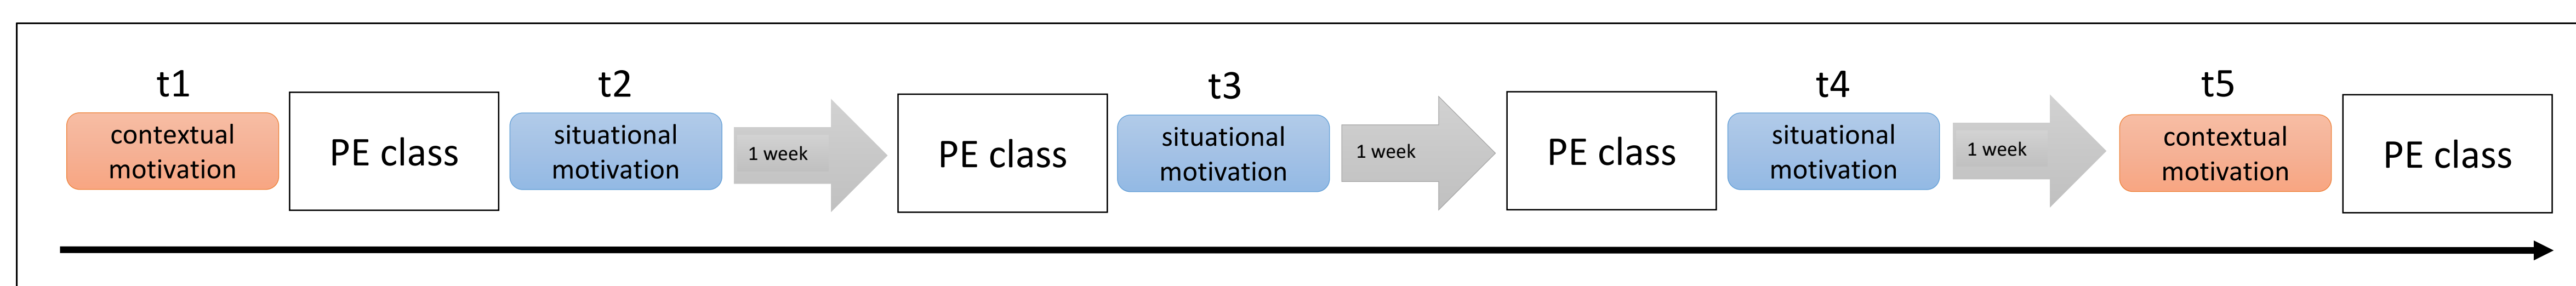 t1
contextual
motivation
PE class
t2
situational
motivation
1 week
PE class
t3
situational
motivation
1 week
PE class
t4
situational
motivation
1 week
t5
contextual
motivation
PE class